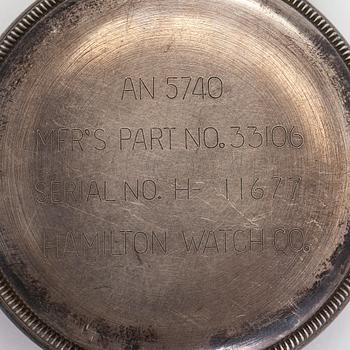 AN 5740
MFR'S PART NO. 33106
SERIAL NO. H- 11677
HAMILTON WATCH CO.